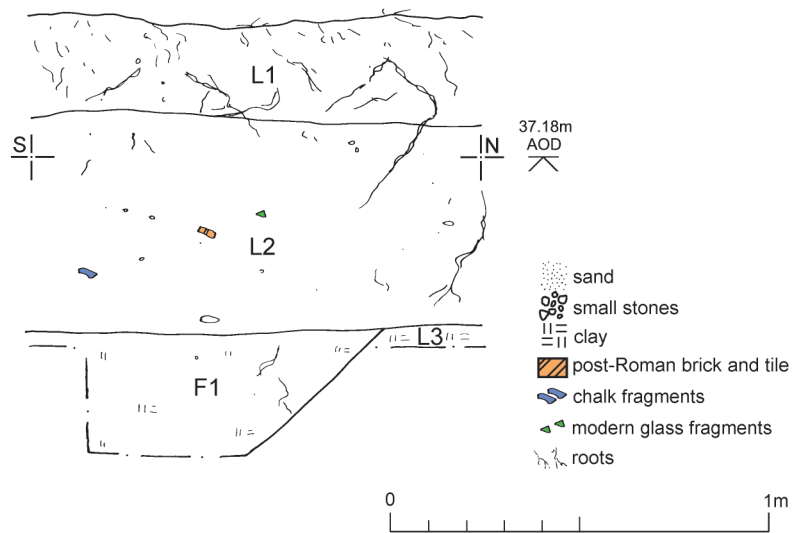 L1
S
N
37.18m
AOD
L2
L3
F1
sand
small stones
clay
post-Roman brick and tile
chalk fragments
modern glass fragments
roots
0
1m